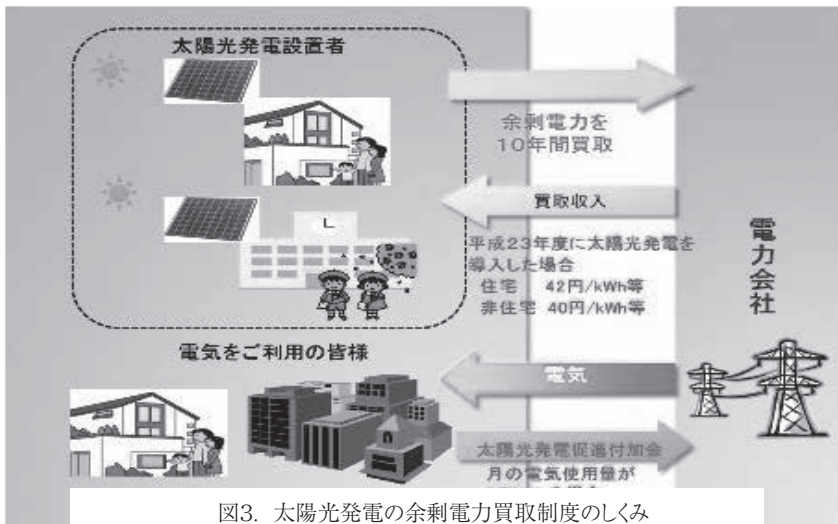 太陽光発電設置者
余剰電力を
10年間買取
買取収入
平成23年度に太陽光発電を
導入した場合
住宅 42円/kWh等
非住宅 40円/kWh等
電力会社
電気をご利用の皆様
電気
太陽光発電促進付加金
月の電気使用量が
図3. 太陽光発電の余剰電力買取制度のしくみ